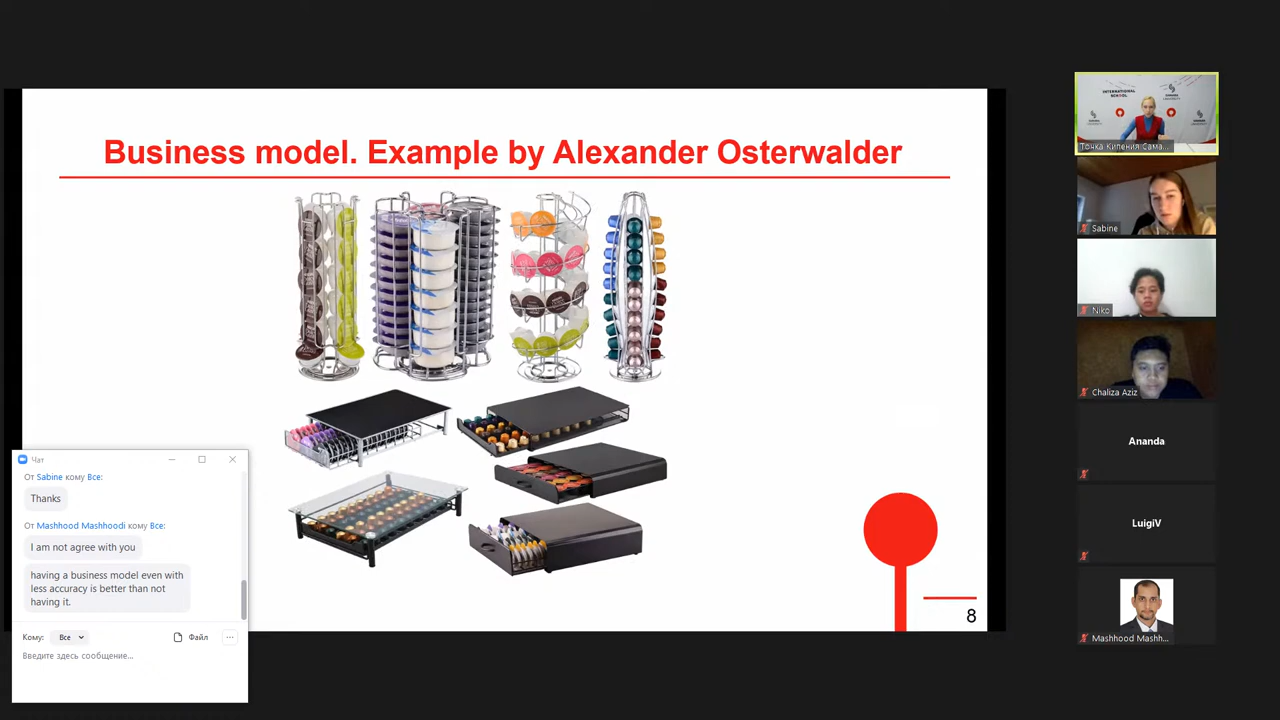 Business model. Example by Alexander Osterwalder
8
Чат
От Sabine кому Все:
Thanks
От Mashhood Mashhoodi кому Все:
I am not agree with you
having a business model even with
less accuracy is better than not
having it.
Кому: Все
Файл
Введите здесь сообщение...
INTERNATIONAL
SCHOOL
Точка Кипения Сама...
Sabine
Niko
Chaliza Aziz
Ananda
LuigiV
Mashhood Mashh...